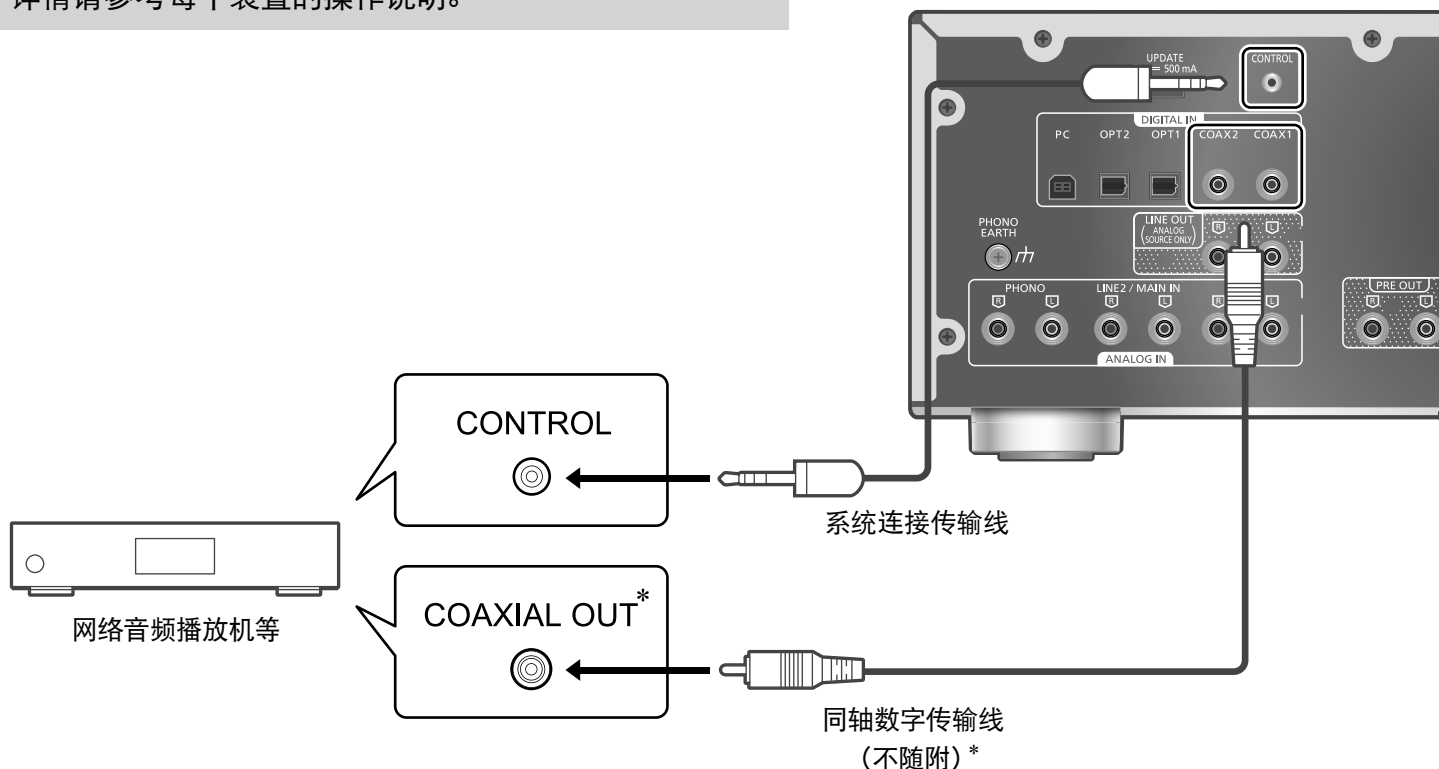 详情请参考每个装置的操作说明。
UPDATE
500 mA
CONTROL
DIGITAL IN
PC OPT2 OPT1 COAX2 COAX1
PHONO
EARTH
LINE OUT
(ANALOG
SOURCE ONLY)
R L
PHONO LINE2 / MAIN IN
R L R L R L
ANALOG IN
PRE OUT
R L
CONTROL
系统连接传输线
COAXIAL OUT*
网络音频播放机等
同轴数字传输线
（不随附）*